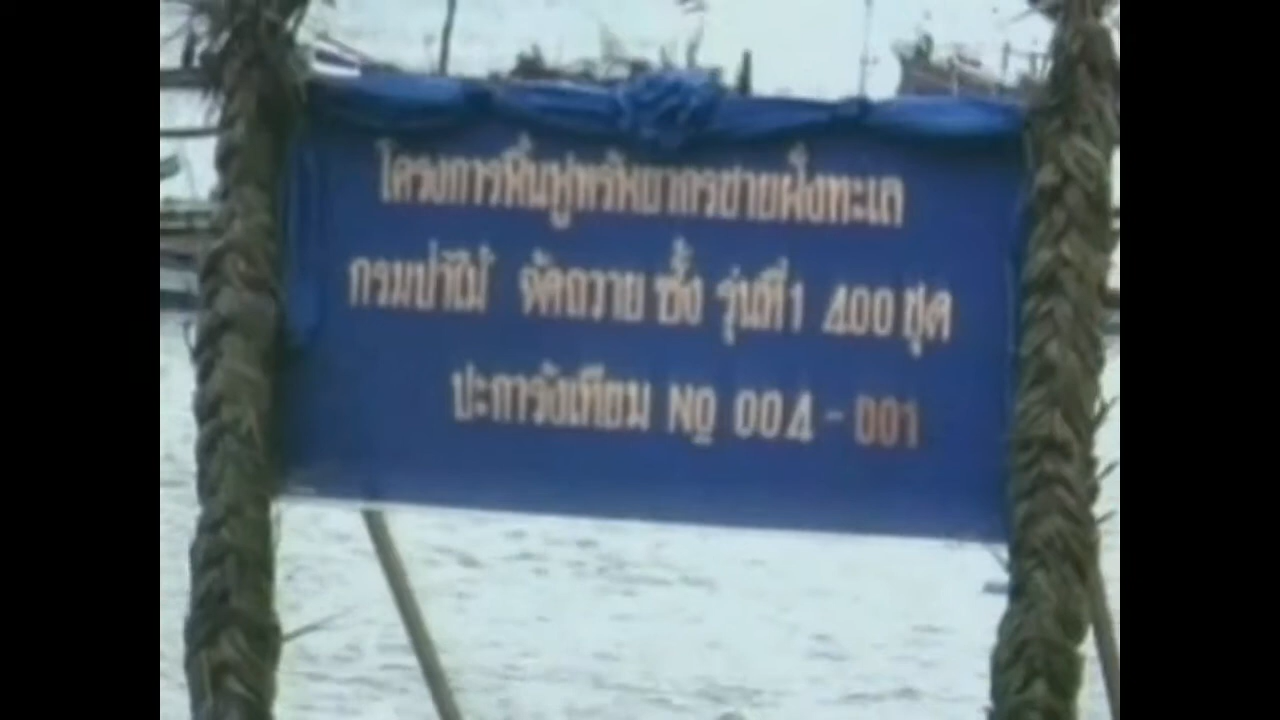 โครงการฟื้นฟูทรัพยากรชายฝั่งทะเล
กรมป่าไม้ จัดถวาย ซั้ง รุ่นที่ 1 400 ชุด
ปะการังเทียม NO 004 - 001